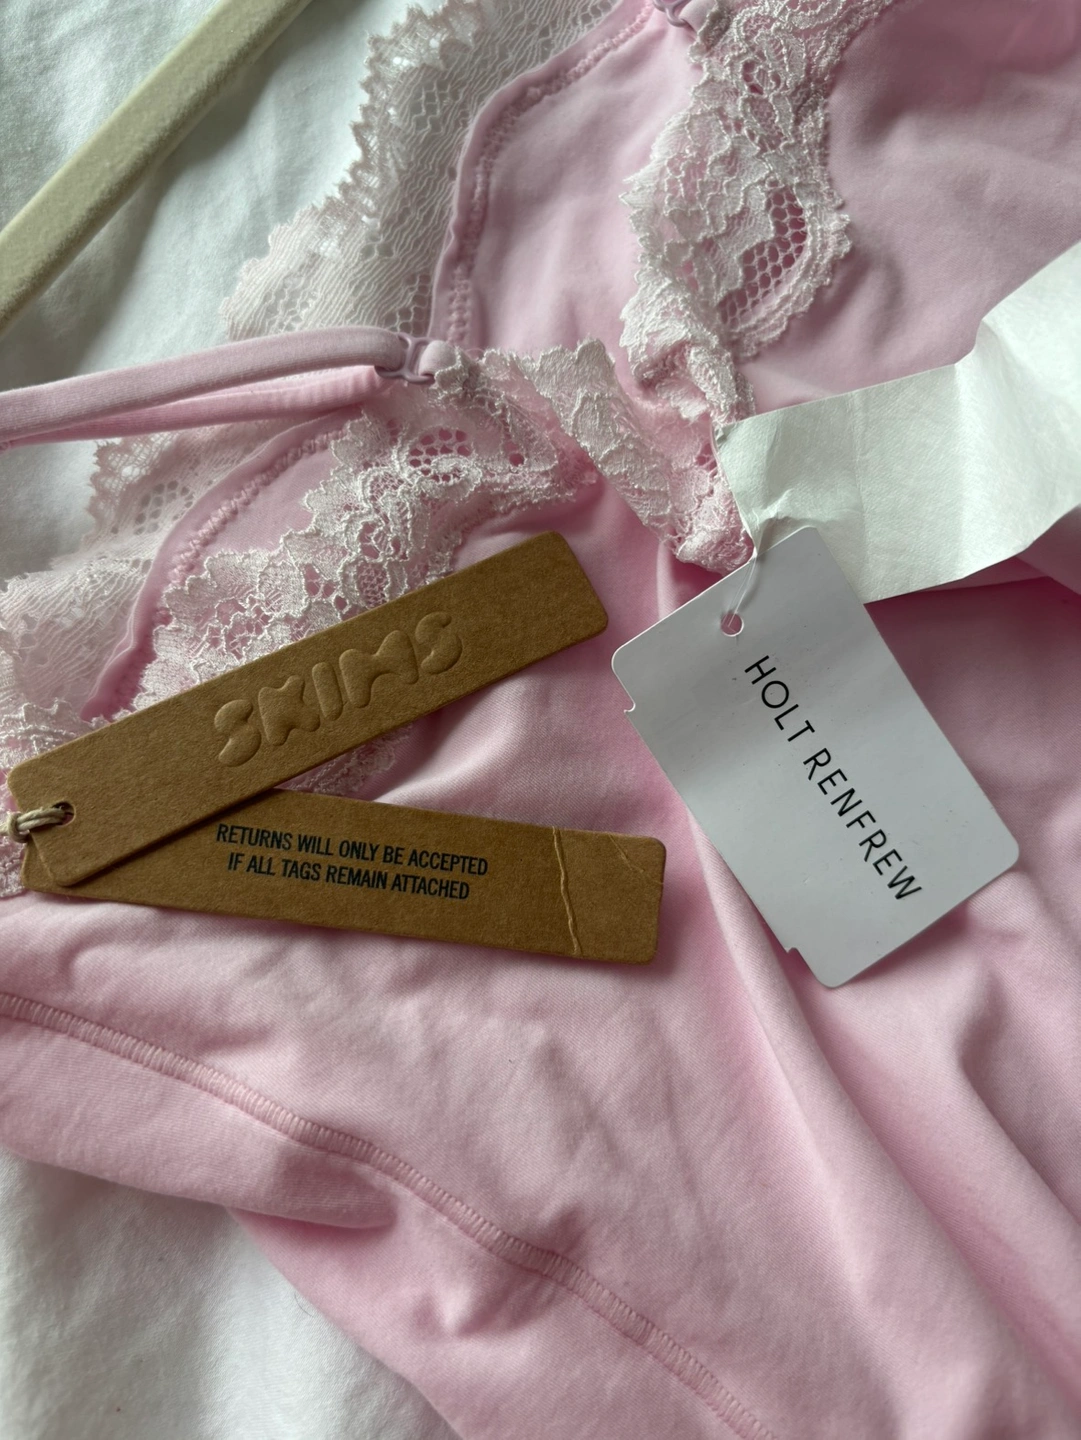 SKIMS
RETURNS WILL ONLY BE ACCEPTED
IF ALL TAGS REMAIN ATTACHED
HOLT RENFREW